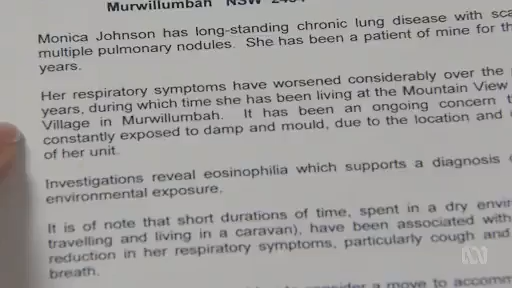 Murwillumbah NSW
Monica Johnson has long-standing chronic lung disease with
multiple pulmonary nodules. She has been a patient of mine for
years.
Her respiratory symptoms have worsened considerably over the
years, during which time she has been living at the Mountain View
Village in Murwillumbah. It has been an ongoing concern
constantly exposed to damp and mould, due to the location and
of her unit.
Investigations reveal eosinophilia which supports a diagnosis
environmental exposure.
It is of note that short durations of time, spent in a dry
travelling and living in a caravan), have been associated with
reduction in her respiratory symptoms, particularly cough and
breath.
a move to